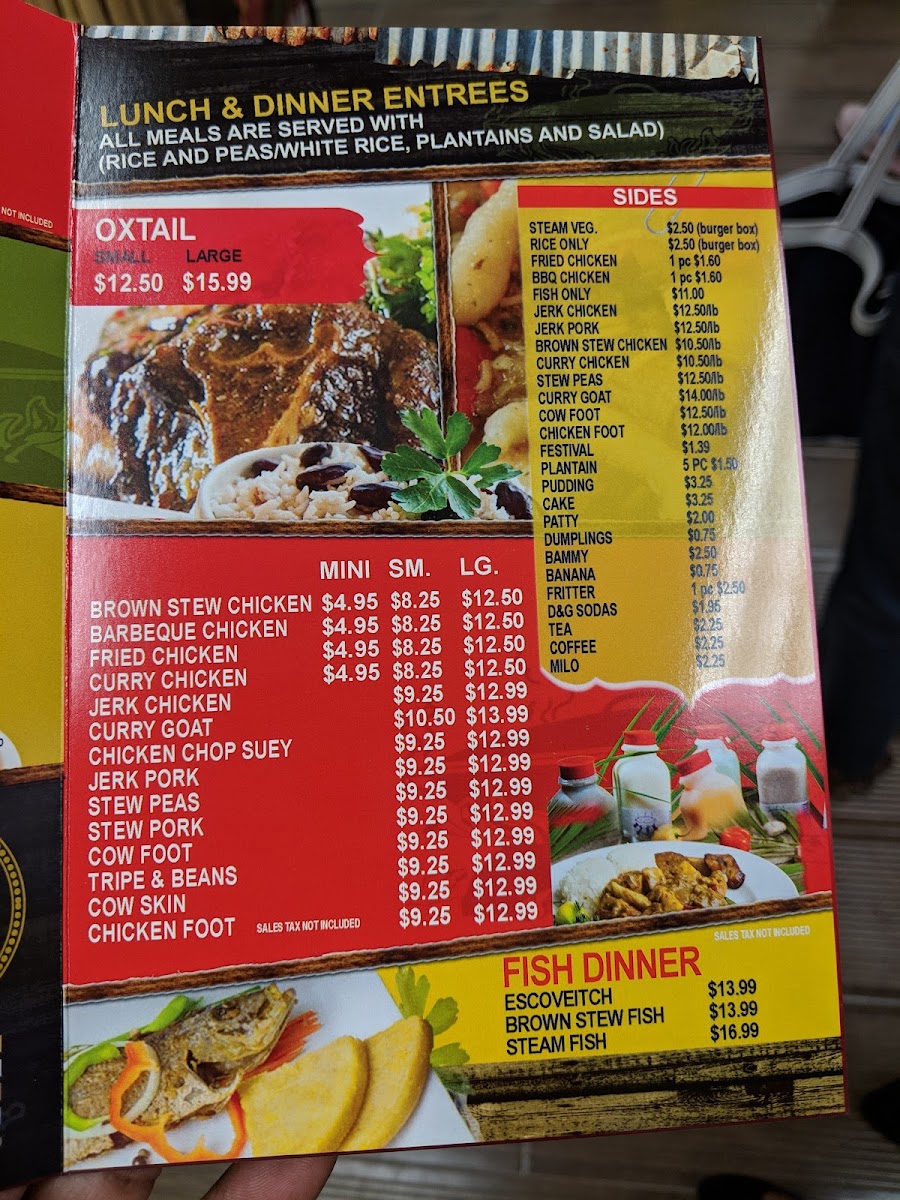 LUNCH & DINNER ENTREES
ALL MEALS ARE SERVED WITH
(RICE AND PEAS/WHITE RICE, PLANTAINS AND SALAD)
NOT INCLUDED
OXTAIL
SMALL LARGE
$12.50 $15.99
SIDES
STEAM VEG. $2.50 (burger box)
RICE ONLY $2.50 (burger box)
FRIED CHICKEN 1 pc $1.60
BBQ CHICKEN 1 pc $1.60
FISH ONLY $11.00
JERK CHICKEN $12.50/lb
JERK PORK $12.50/lb
BROWN STEW CHICKEN $10.50/lb
CURRY CHICKEN $10.50/lb
STEW PEAS $12.50/lb
CURRY GOAT $14.00/lb
COW FOOT $12.50/lb
CHICKEN FOOT $12.00/lb
FESTIVAL $1.39
PLANTAIN 5 PC $1.50
PUDDING $3.25
CAKE $3.25
PATTY $2.00
DUMPLINGS $0.75
BAMMY $2.50
BANANA $0.75
FRITTER 1 pc $2.50
D&G SODAS $1.95
TEA $2.25
COFFEE $2.25
MILO $2.25
MINI SM. LG.
BROWN STEW CHICKEN $4.95 $8.25 $12.50
BARBEQUE CHICKEN $4.95 $8.25 $12.50
FRIED CHICKEN $4.95 $8.25 $12.50
CURRY CHICKEN $4.95 $8.25 $12.50
JERK CHICKEN $9.25 $12.99
CURRY GOAT $10.50 $13.99
CHICKEN CHOP SUEY $9.25 $12.99
JERK PORK $9.25 $12.99
STEW PEAS $9.25 $12.99
STEW PORK $9.25 $12.99
COW FOOT $9.25 $12.99
TRIPE & BEANS $9.25 $12.99
COW SKIN $9.25 $12.99
CHICKEN FOOT SALES TAX NOT INCLUDED $9.25 $12.99
SALES TAX NOT INCLUDED
FISH DINNER
ESCOVEITCH $13.99
BROWN STEW FISH $13.99
STEAM FISH $16.99